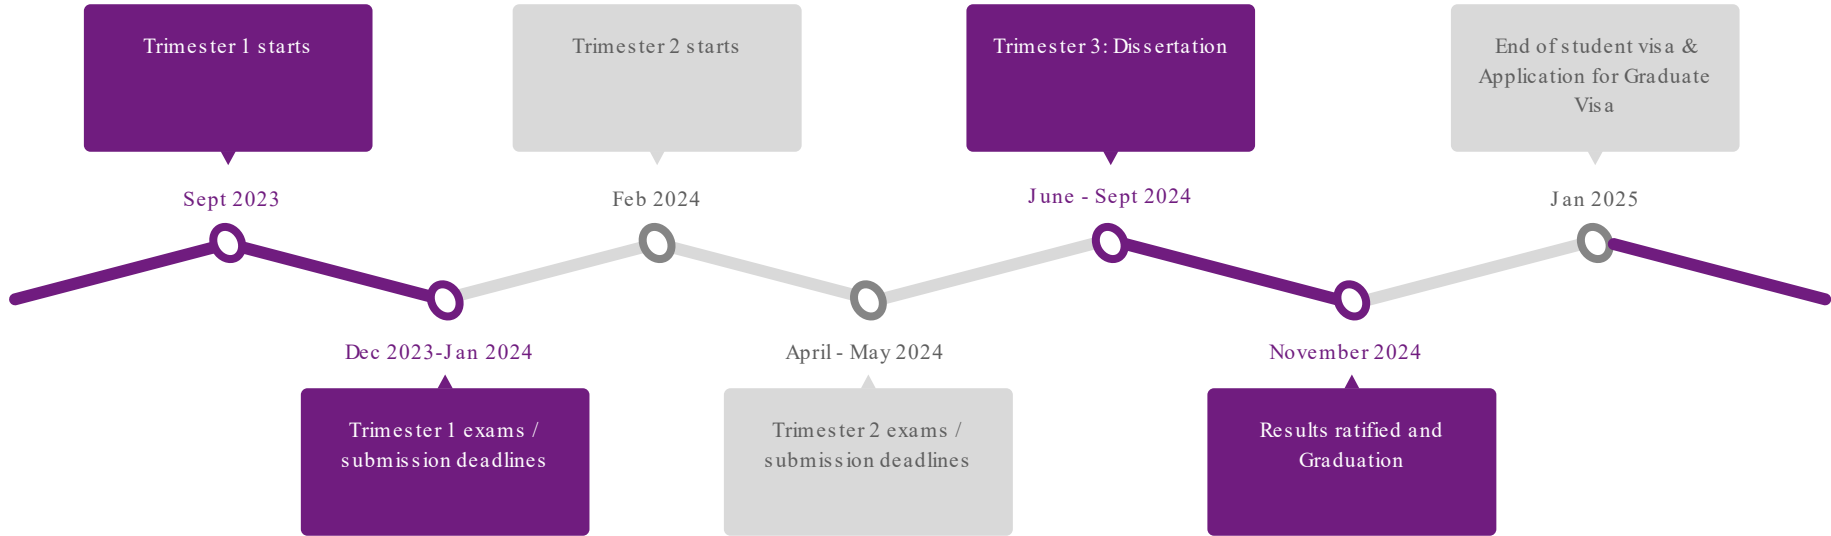 Trimester 1 starts
Sept 2023
Dec 2023-Jan 2024
Trimester 1 exams /
submission deadlines
Trimester 2 starts
Feb 2024
April - May 2024
Trimester 2 exams /
submission deadlines
Trimester 3: Dissertation
June - Sept 2024
November 2024
Results ratified and
Graduation
End of student visa &
Application for Graduate
Visa
Jan 2025